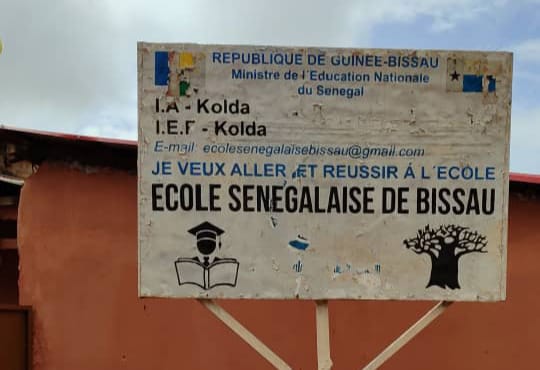 REPUBLIQUE DE GUINEE-BISSAU
Ministre de l'Education Nationale
du Senegal
I.A - Kolda
I.E.F - Kolda
E-mail: ecolesenegalaisebissau@gmail.com
JE VEUX ALLER ET REUSSIR Á L'ECOLE
ECOLE SENEGALAISE DE BISSAU